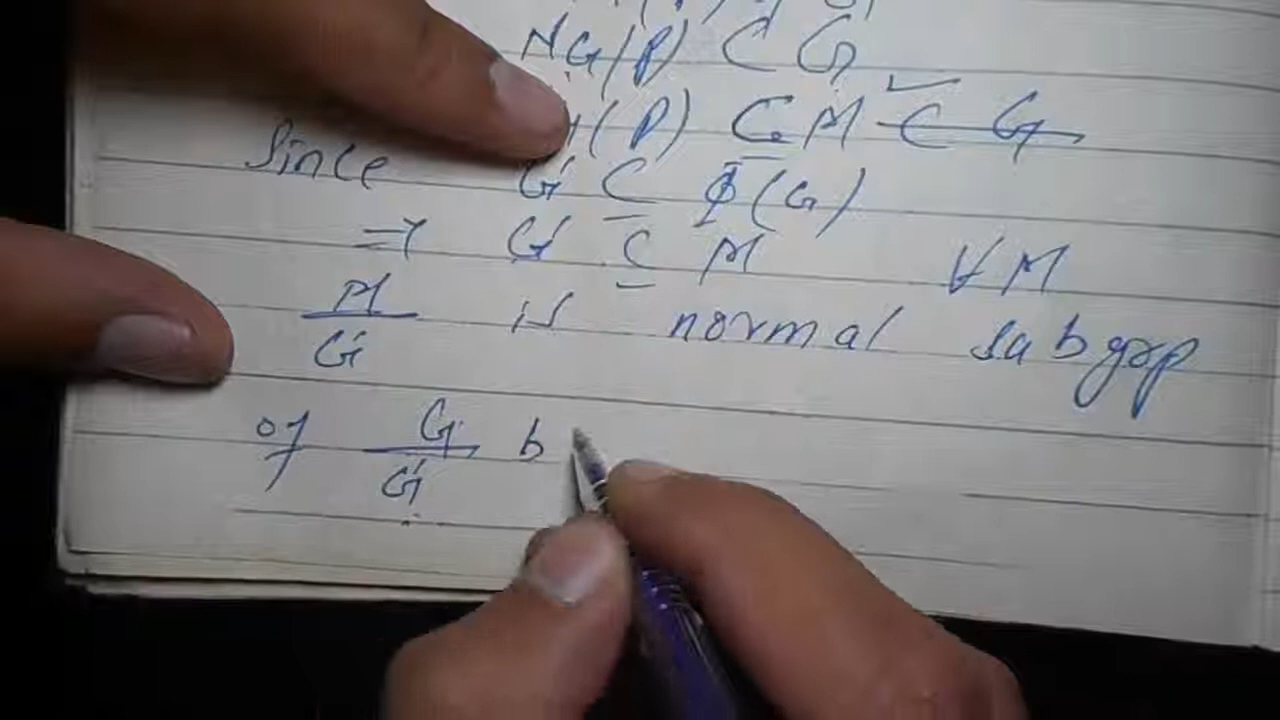 NG(P) ⊂ G
(P) ⊆ M ⊂ G
Since G' ⊆ Φ(G)
⇒ G' ⊆ M ∀ M
M/G' is normal subgrp
of G/G' b